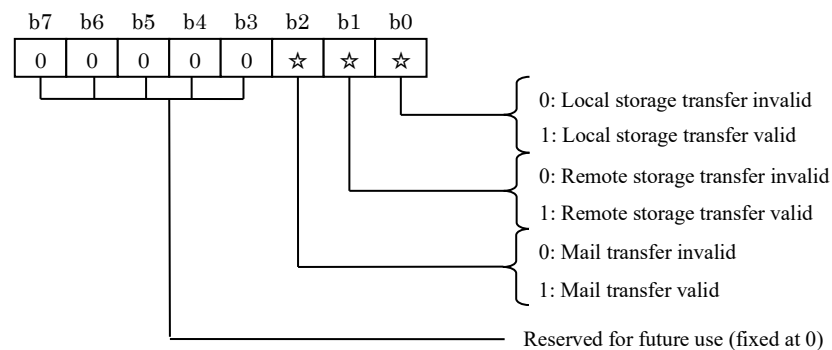 b7 b6 b5 b4 b3 b2 b1 b0
0 0 0 0 0 ☆ ☆ ☆
0: Local storage transfer invalid
1: Local storage transfer valid
0: Remote storage transfer invalid
1: Remote storage transfer valid
0: Mail transfer invalid
1: Mail transfer valid
Reserved for future use (fixed at 0)